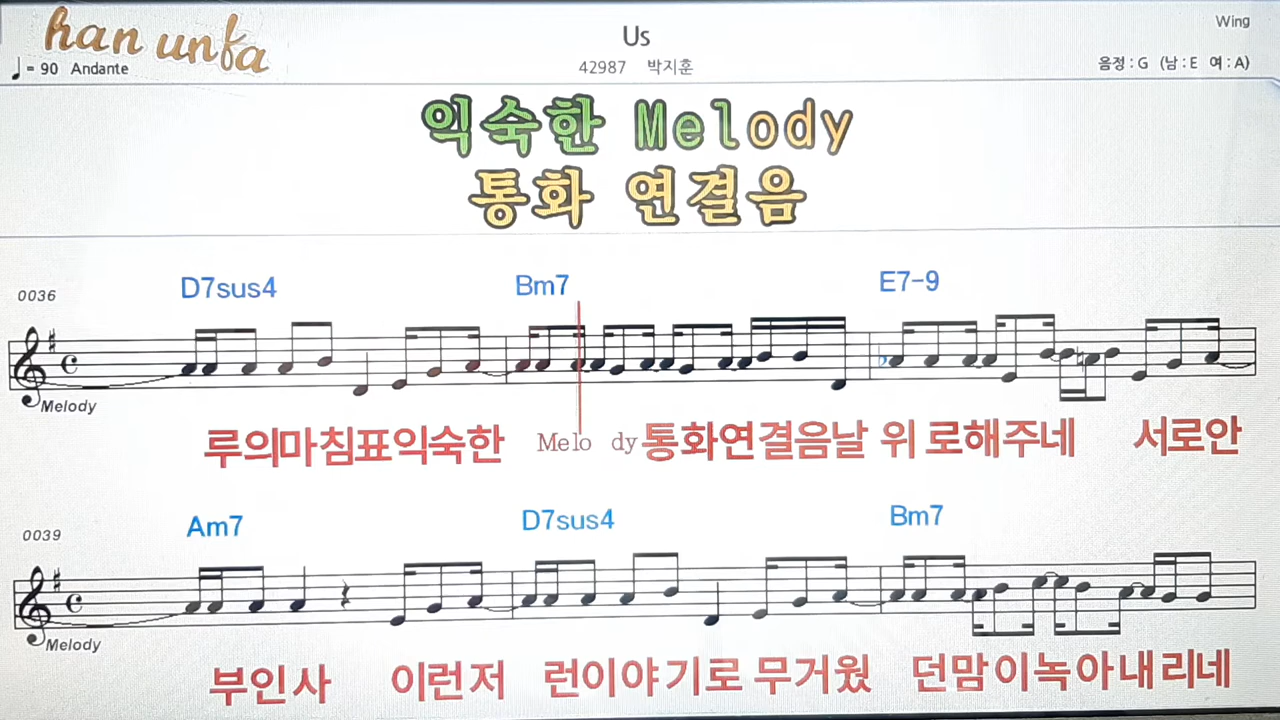 han unfa
Us
Wing
♩= 90 Andante
42987 박지훈
음정 : G (남 : E 여 : A)
익숙한 Melody
통화 연결음
0036
D7sus4 Bm7 E7-9
Melody
루의마침표익숙한 Melo dy 통화연결음날 위 로해주네 서로안
0039
Am7 D7sus4 Bm7
Melody
부인사 이런저 런이야기로 무거웠 던맘이녹아내리네